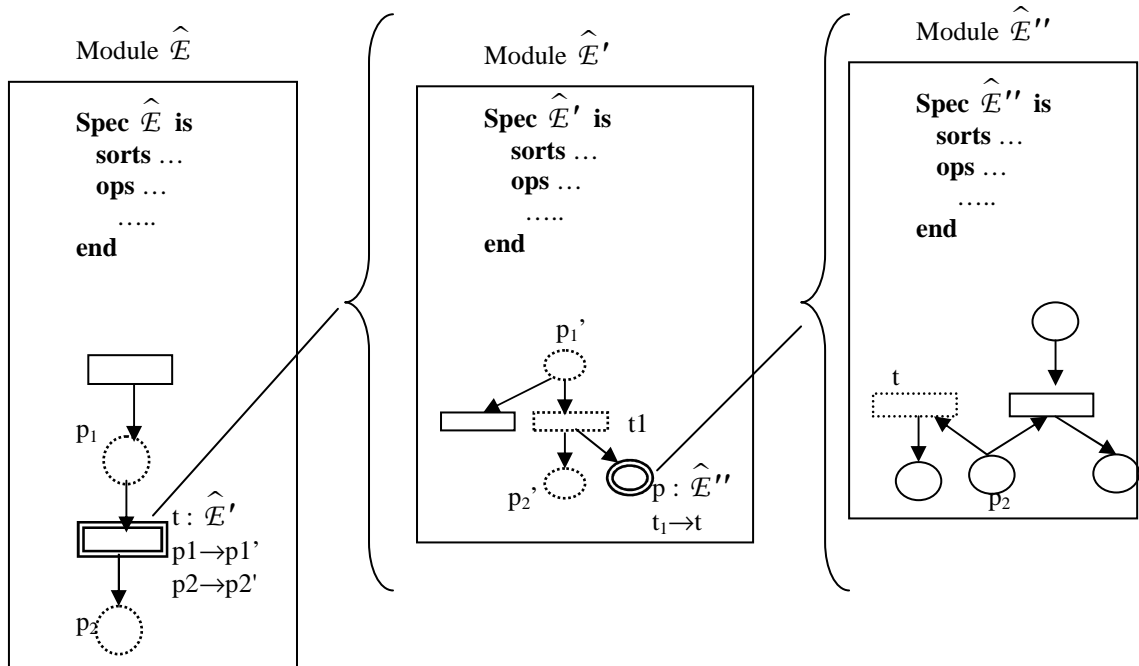 Module ℰ̂
Spec ℰ̂ is
sorts …
ops …
…..
end
p₁
t : ℰ̂'
p1→p1’
p2→p2'
p₂
Module ℰ̂'
Spec ℰ̂' is
sorts …
ops …
…..
end
p₁’
t1
p₂’
p : ℰ̂''
t₁→t
Module ℰ̂''
Spec ℰ̂'' is
sorts …
ops …
…..
end
t
p₂